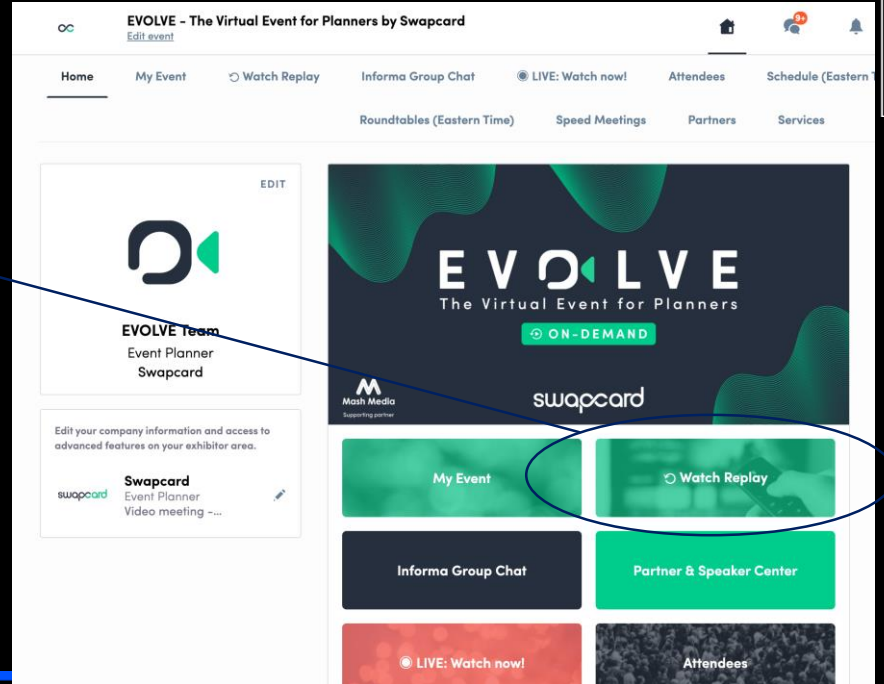 EVOLVE - The Virtual Event for Planners by Swapcard
Edit event
9+
Home My Event Watch Replay Informa Group Chat LIVE: Watch now! Attendees Schedule (Eastern
Roundtables (Eastern Time) Speed Meetings Partners Services
EDIT
EVOLVE Team
Event Planner
Swapcard
Edit your company information and access to
advanced features on your exhibitor area.
swapcard
Swapcard
Event Planner
Video meeting -...
EVOLVE
The Virtual Event for Planners
ON-DEMAND
Mash Media
Supporting partner
swapcard
My Event
Watch Replay
Informa Group Chat
Partner & Speaker Center
LIVE: Watch now!
Attendees